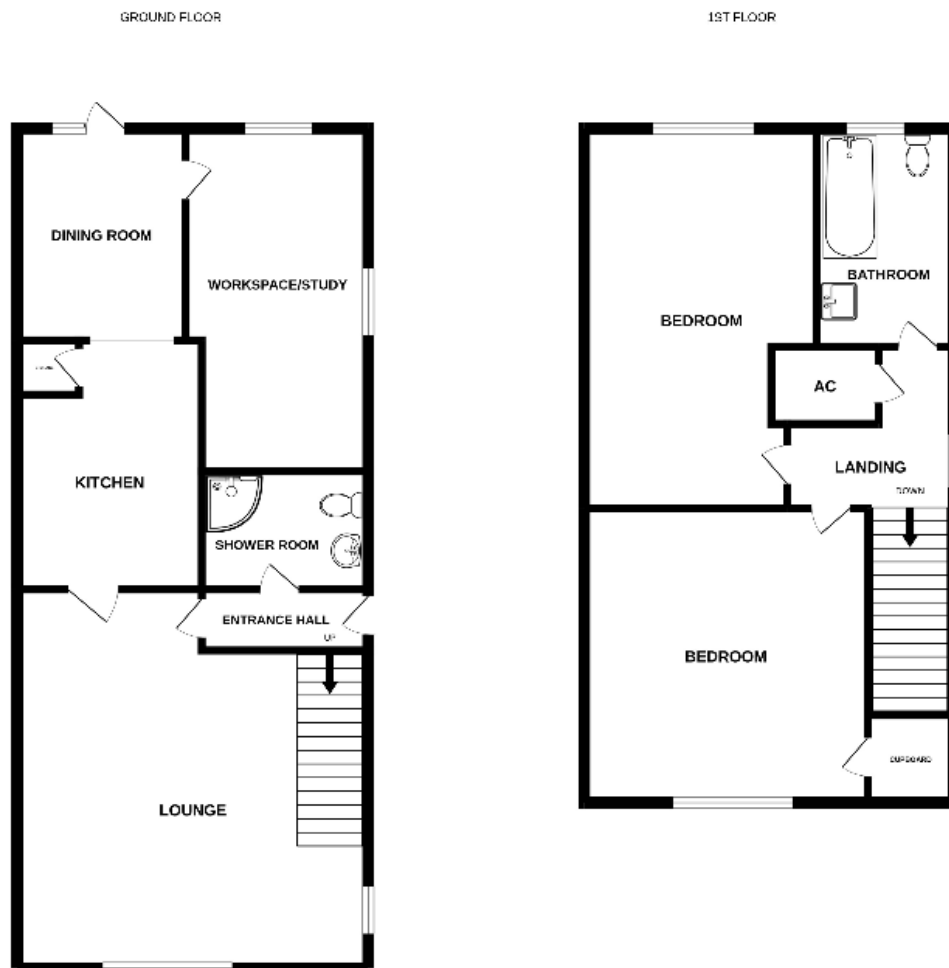 GROUND FLOOR
1ST FLOOR
DINING ROOM
WORKSPACE/STUDY
KITCHEN
SHOWER ROOM
ENTRANCE HALL
UP
LOUNGE
BATHROOM
BEDROOM
AC
LANDING
DOWN
BEDROOM
CUPBOARD